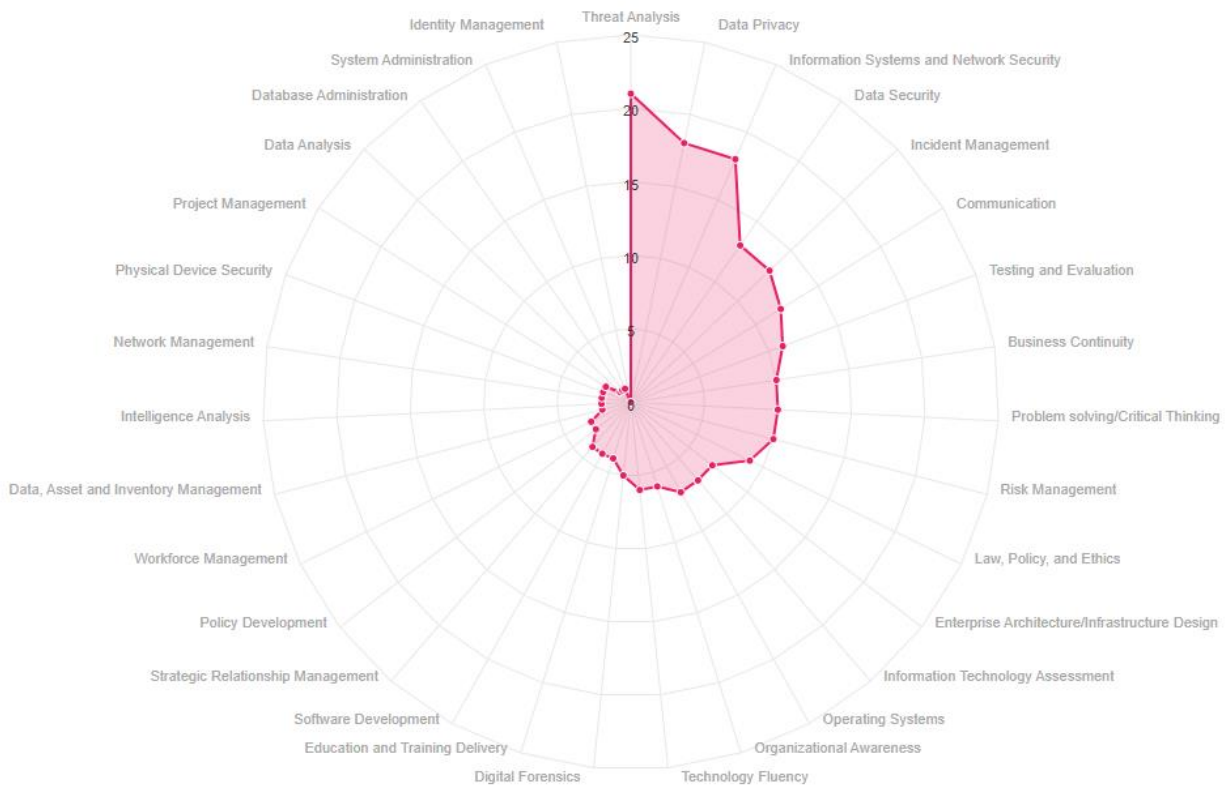 Threat Analysis
Data Privacy
Information Systems and Network Security
Data Security
Incident Management
Communication
Testing and Evaluation
Business Continuity
Problem solving/Critical Thinking
Risk Management
Law, Policy, and Ethics
Enterprise Architecture/Infrastructure Design
Information Technology Assessment
Operating Systems
Organizational Awareness
Technology Fluency
Digital Forensics
Education and Training Delivery
Software Development
Strategic Relationship Management
Policy Development
Workforce Management
Data, Asset and Inventory Management
Intelligence Analysis
Network Management
Physical Device Security
Project Management
Data Analysis
Database Administration
System Administration
Identity Management
25
20
15
10
5
0